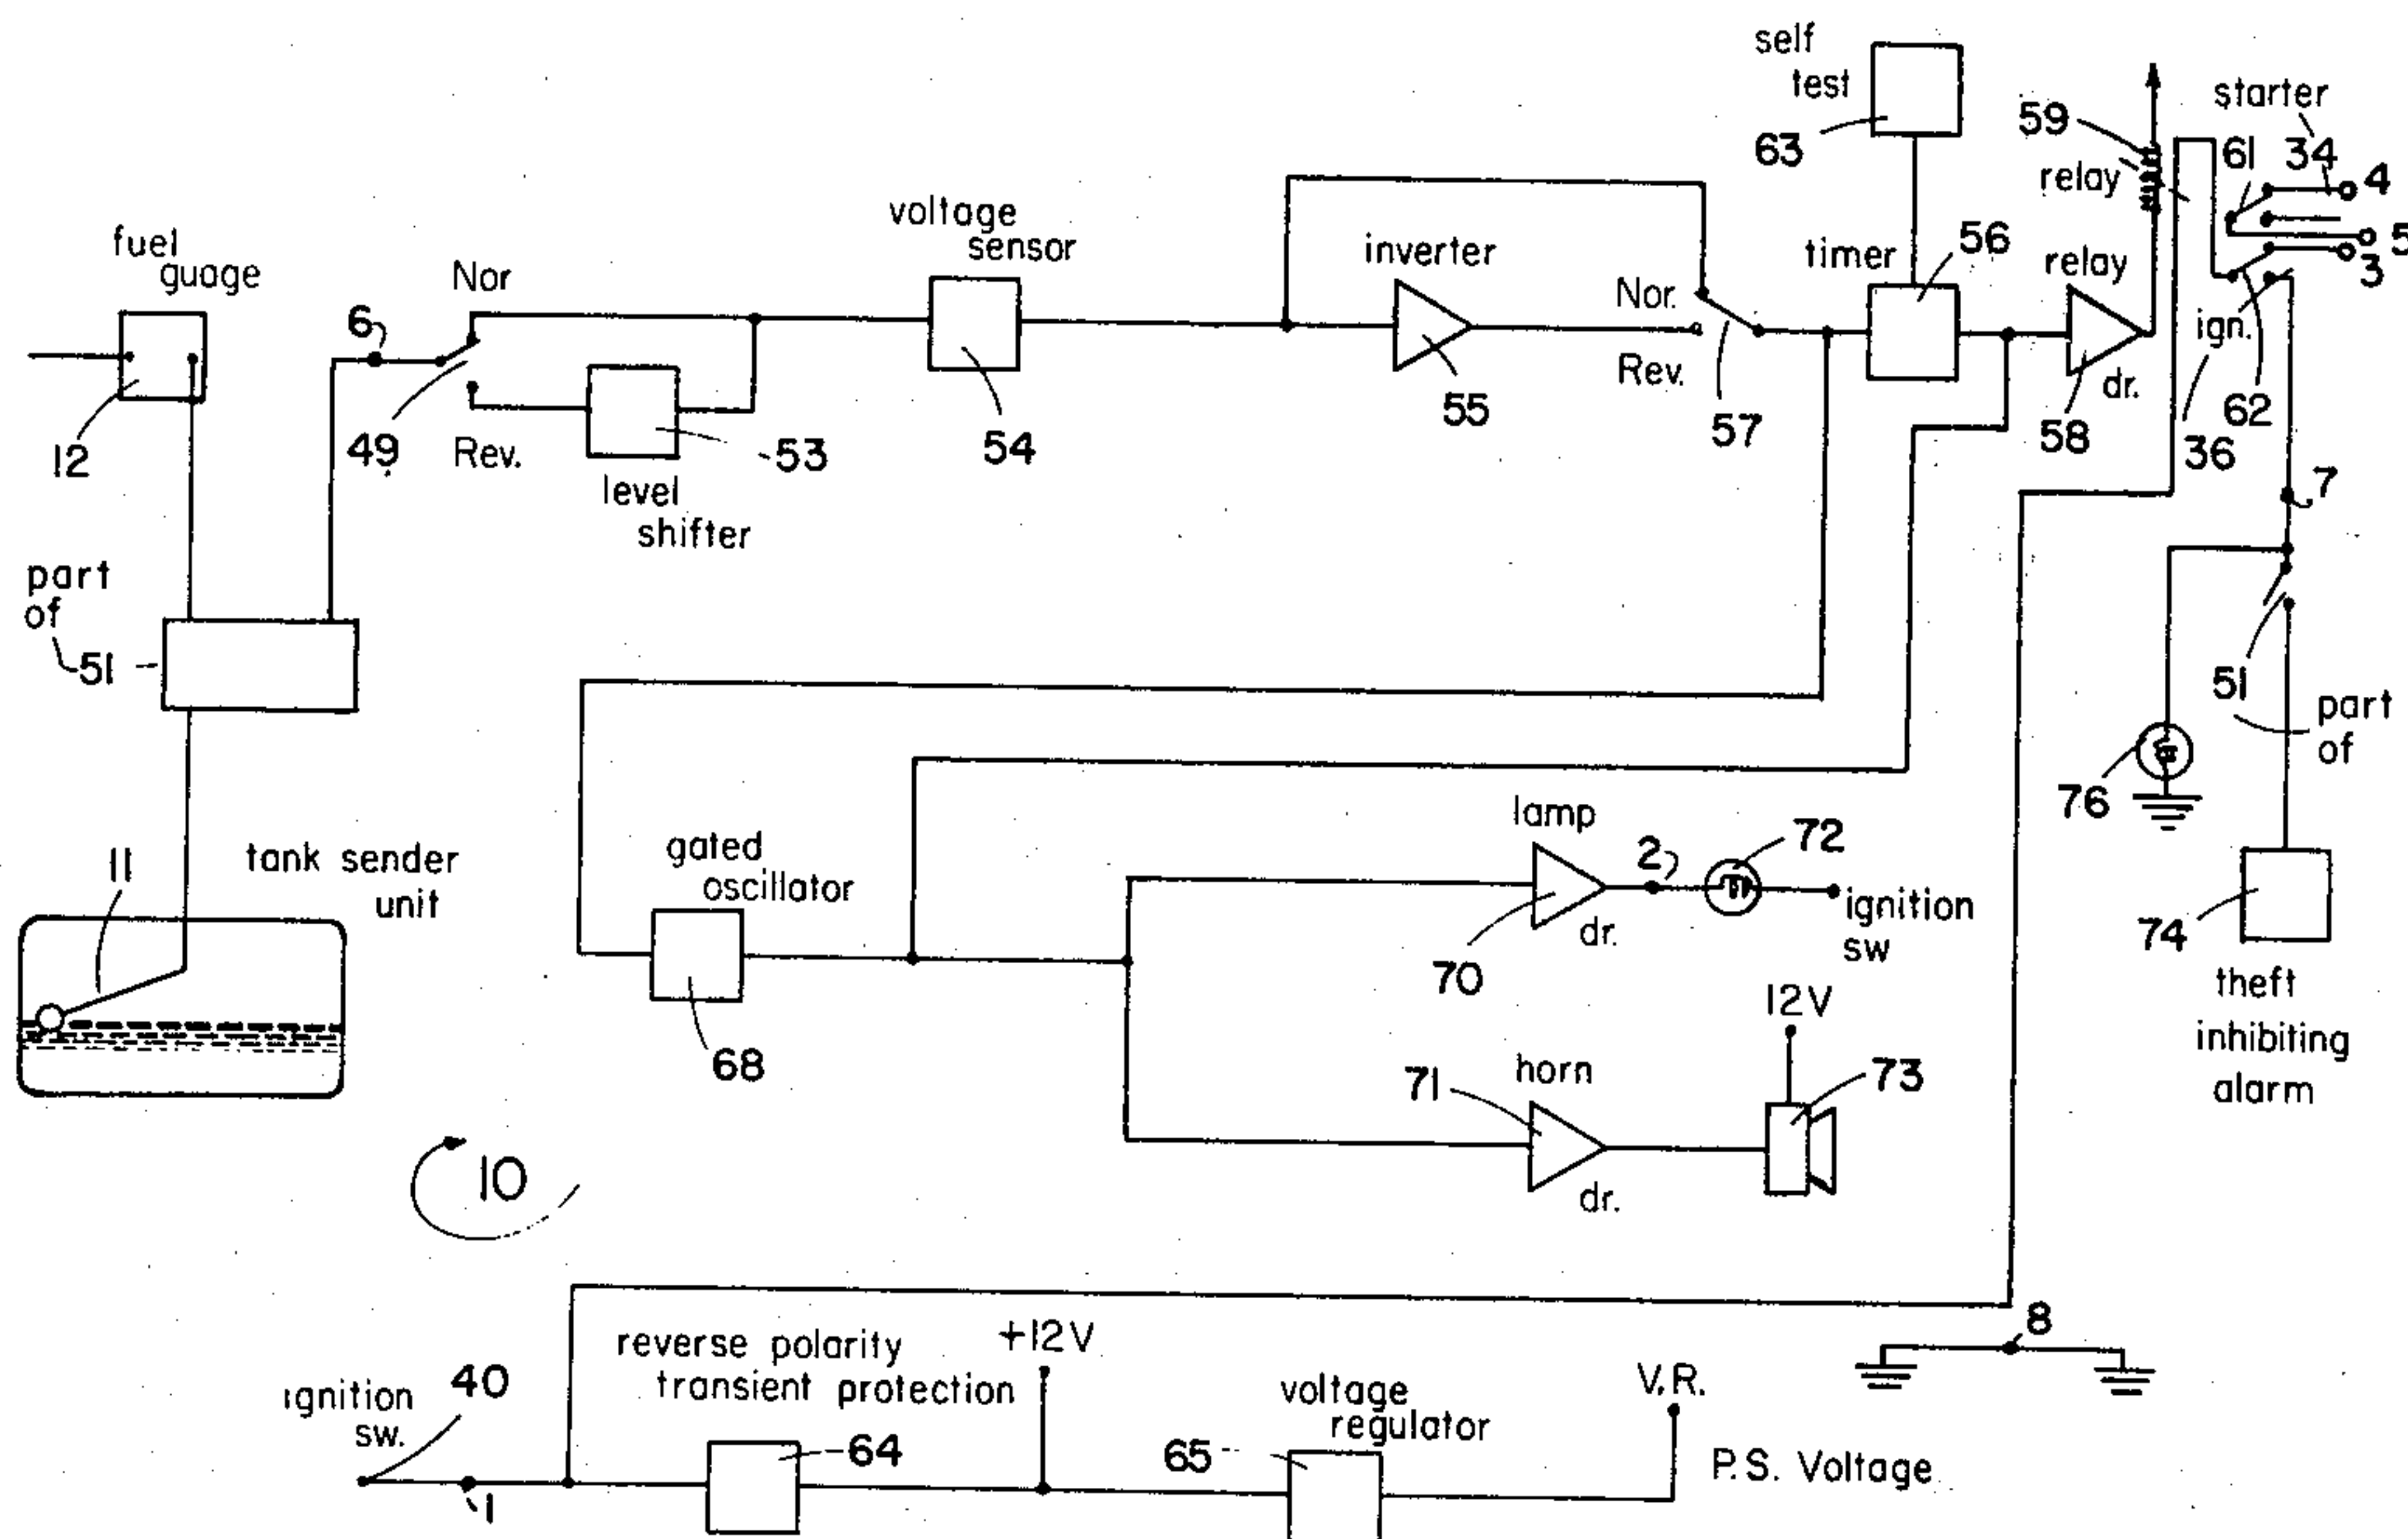 self
test
63
starter
59
relay
61
34
4
5
3
voltage
sensor
inverter
timer
56
relay
fuel
guage
Nor
6
Nor.
ign.
12
49
Rev.
53
54
55
Rev.
57
58
dr.
36
62
level
shifter
7
part
of
51
51
part
of
76
lamp
72
2
gated
oscillator
11
tank sender
unit
ignition
sw
dr.
70
74
theft
inhibiting
alarm
12V
68
71
horn
73
dr.
10
8
reverse polarity
transient protection
+12V
V.R.
ignition
sw.
40
voltage
regulator
64
65
P.S. Voltage
1